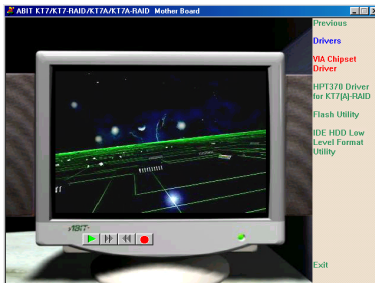 ABIT KT7/KT7-RAID/KT7A/KT7A-RAID Mother Board
Previous
Drivers
VIA Chipset
Driver
HPT370 Driver
for KT7[A]-RAID
Flash Utility
IDE HDD Low
Level Format
Utility
ABIT
Exit